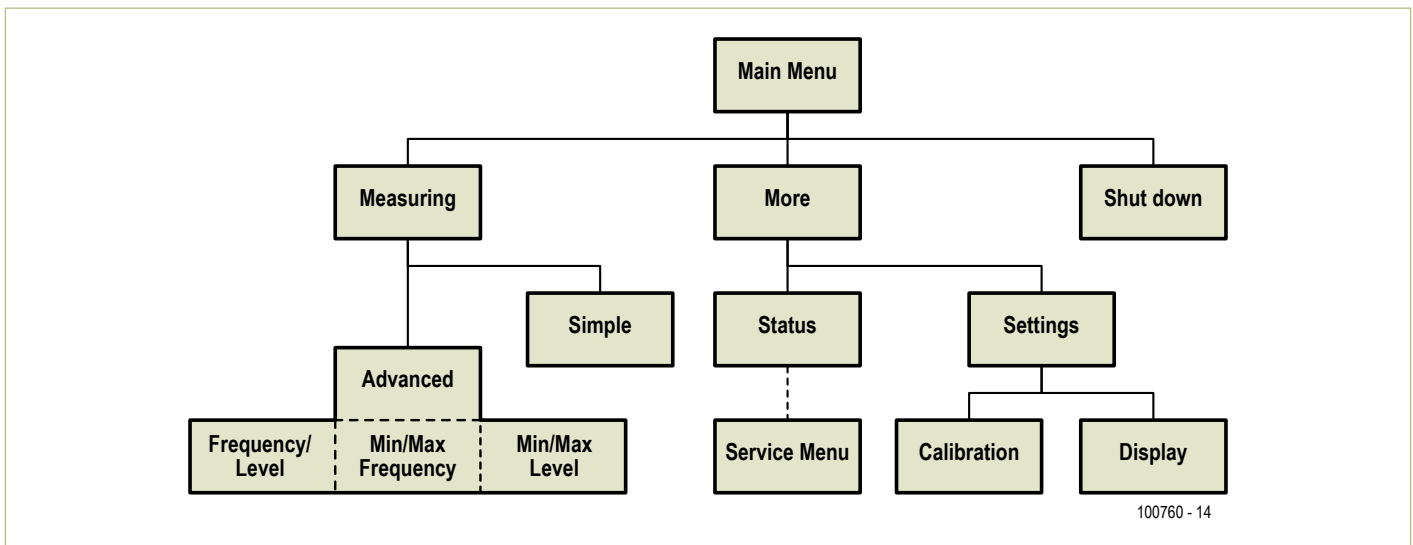 Main Menu
Measuring
More
Shut down
Simple
Status
Settings
Advanced
Frequency/
Level
Min/Max
Frequency
Min/Max
Level
Service Menu
Calibration
Display
100760 - 14